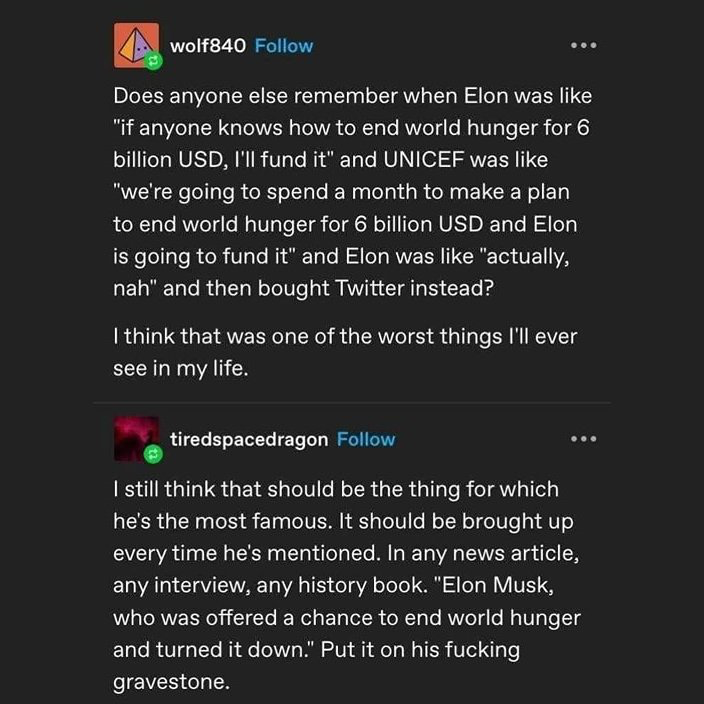 wolf840 Follow
Does anyone else remember when Elon was like
"if anyone knows how to end world hunger for 6
billion USD, I'll fund it" and UNICEF was like
"we're going to spend a month to make a plan
to end world hunger for 6 billion USD and Elon
is going to fund it" and Elon was like "actually,
nah" and then bought Twitter instead?
I think that was one of the worst things I'll ever
see in my life.
tiredspacedragon Follow
I still think that should be the thing for which
he's the most famous. It should be brought up
every time he's mentioned. In any news article,
any interview, any history book. "Elon Musk,
who was offered a chance to end world hunger
and turned it down." Put it on his fucking
gravestone.